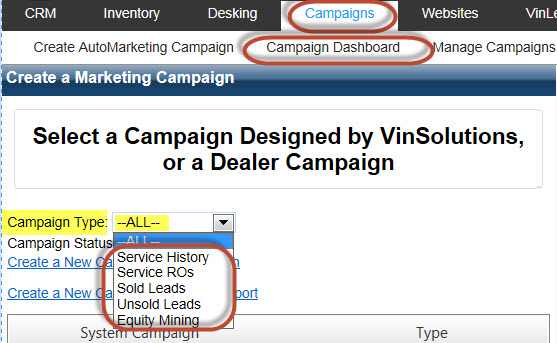 CRM Inventory Desking Campaigns Websites VinLe
Create AutoMarketing Campaign Campaign Dashboard Manage Campaigns
Create a Marketing Campaign
Select a Campaign Designed by VinSolutions,
or a Dealer Campaign
Campaign Type: --ALL--
Campaign Status --ALL--
Service History
Create a New Ca n
Service ROs
Sold Leads
Create a New Ca port
Unsold Leads
Equity Mining
System Campaign Type